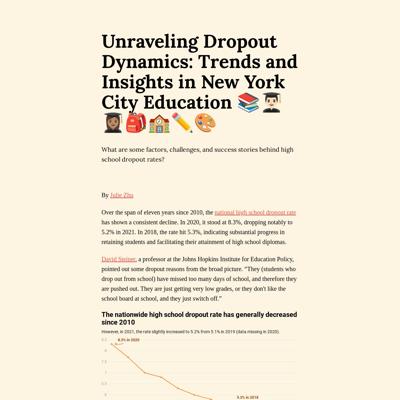 Unraveling Dropout
Dynamics: Trends and
Insights in New York
City Education 📚👨🏻‍🎓
👩🏾‍🎓🎒🏫✏️🎨
What are some factors, challenges, and success stories behind high
school dropout rates?
By Julie Zhu
Over the span of eleven years since 2010, the national high school dropout rate
has shown a consistent decline. In 2020, it stood at 8.3%, dropping notably to
5.2% in 2021. In 2018, the rate hit 5.3%, indicating substantial progress in
retaining students and facilitating their attainment of high school diplomas.
David Steiner, a professor at the Johns Hopkins Institute for Education Policy,
pointed out some dropout reasons from the broad picture. "They (students who
drop out from school) have missed too many days of school, and therefore they
are pushed out. They are just getting very low grades, or they don't like the
school board at school, and they just switch off."
The nationwide high school dropout rate has generally decreased
since 2010
However, in 2021, the rate slightly increased to 5.2% from 5.1% in 2019 (data missing in 2020).
8.3% in 2020
8
7
6.5
6
5.3% in 2018